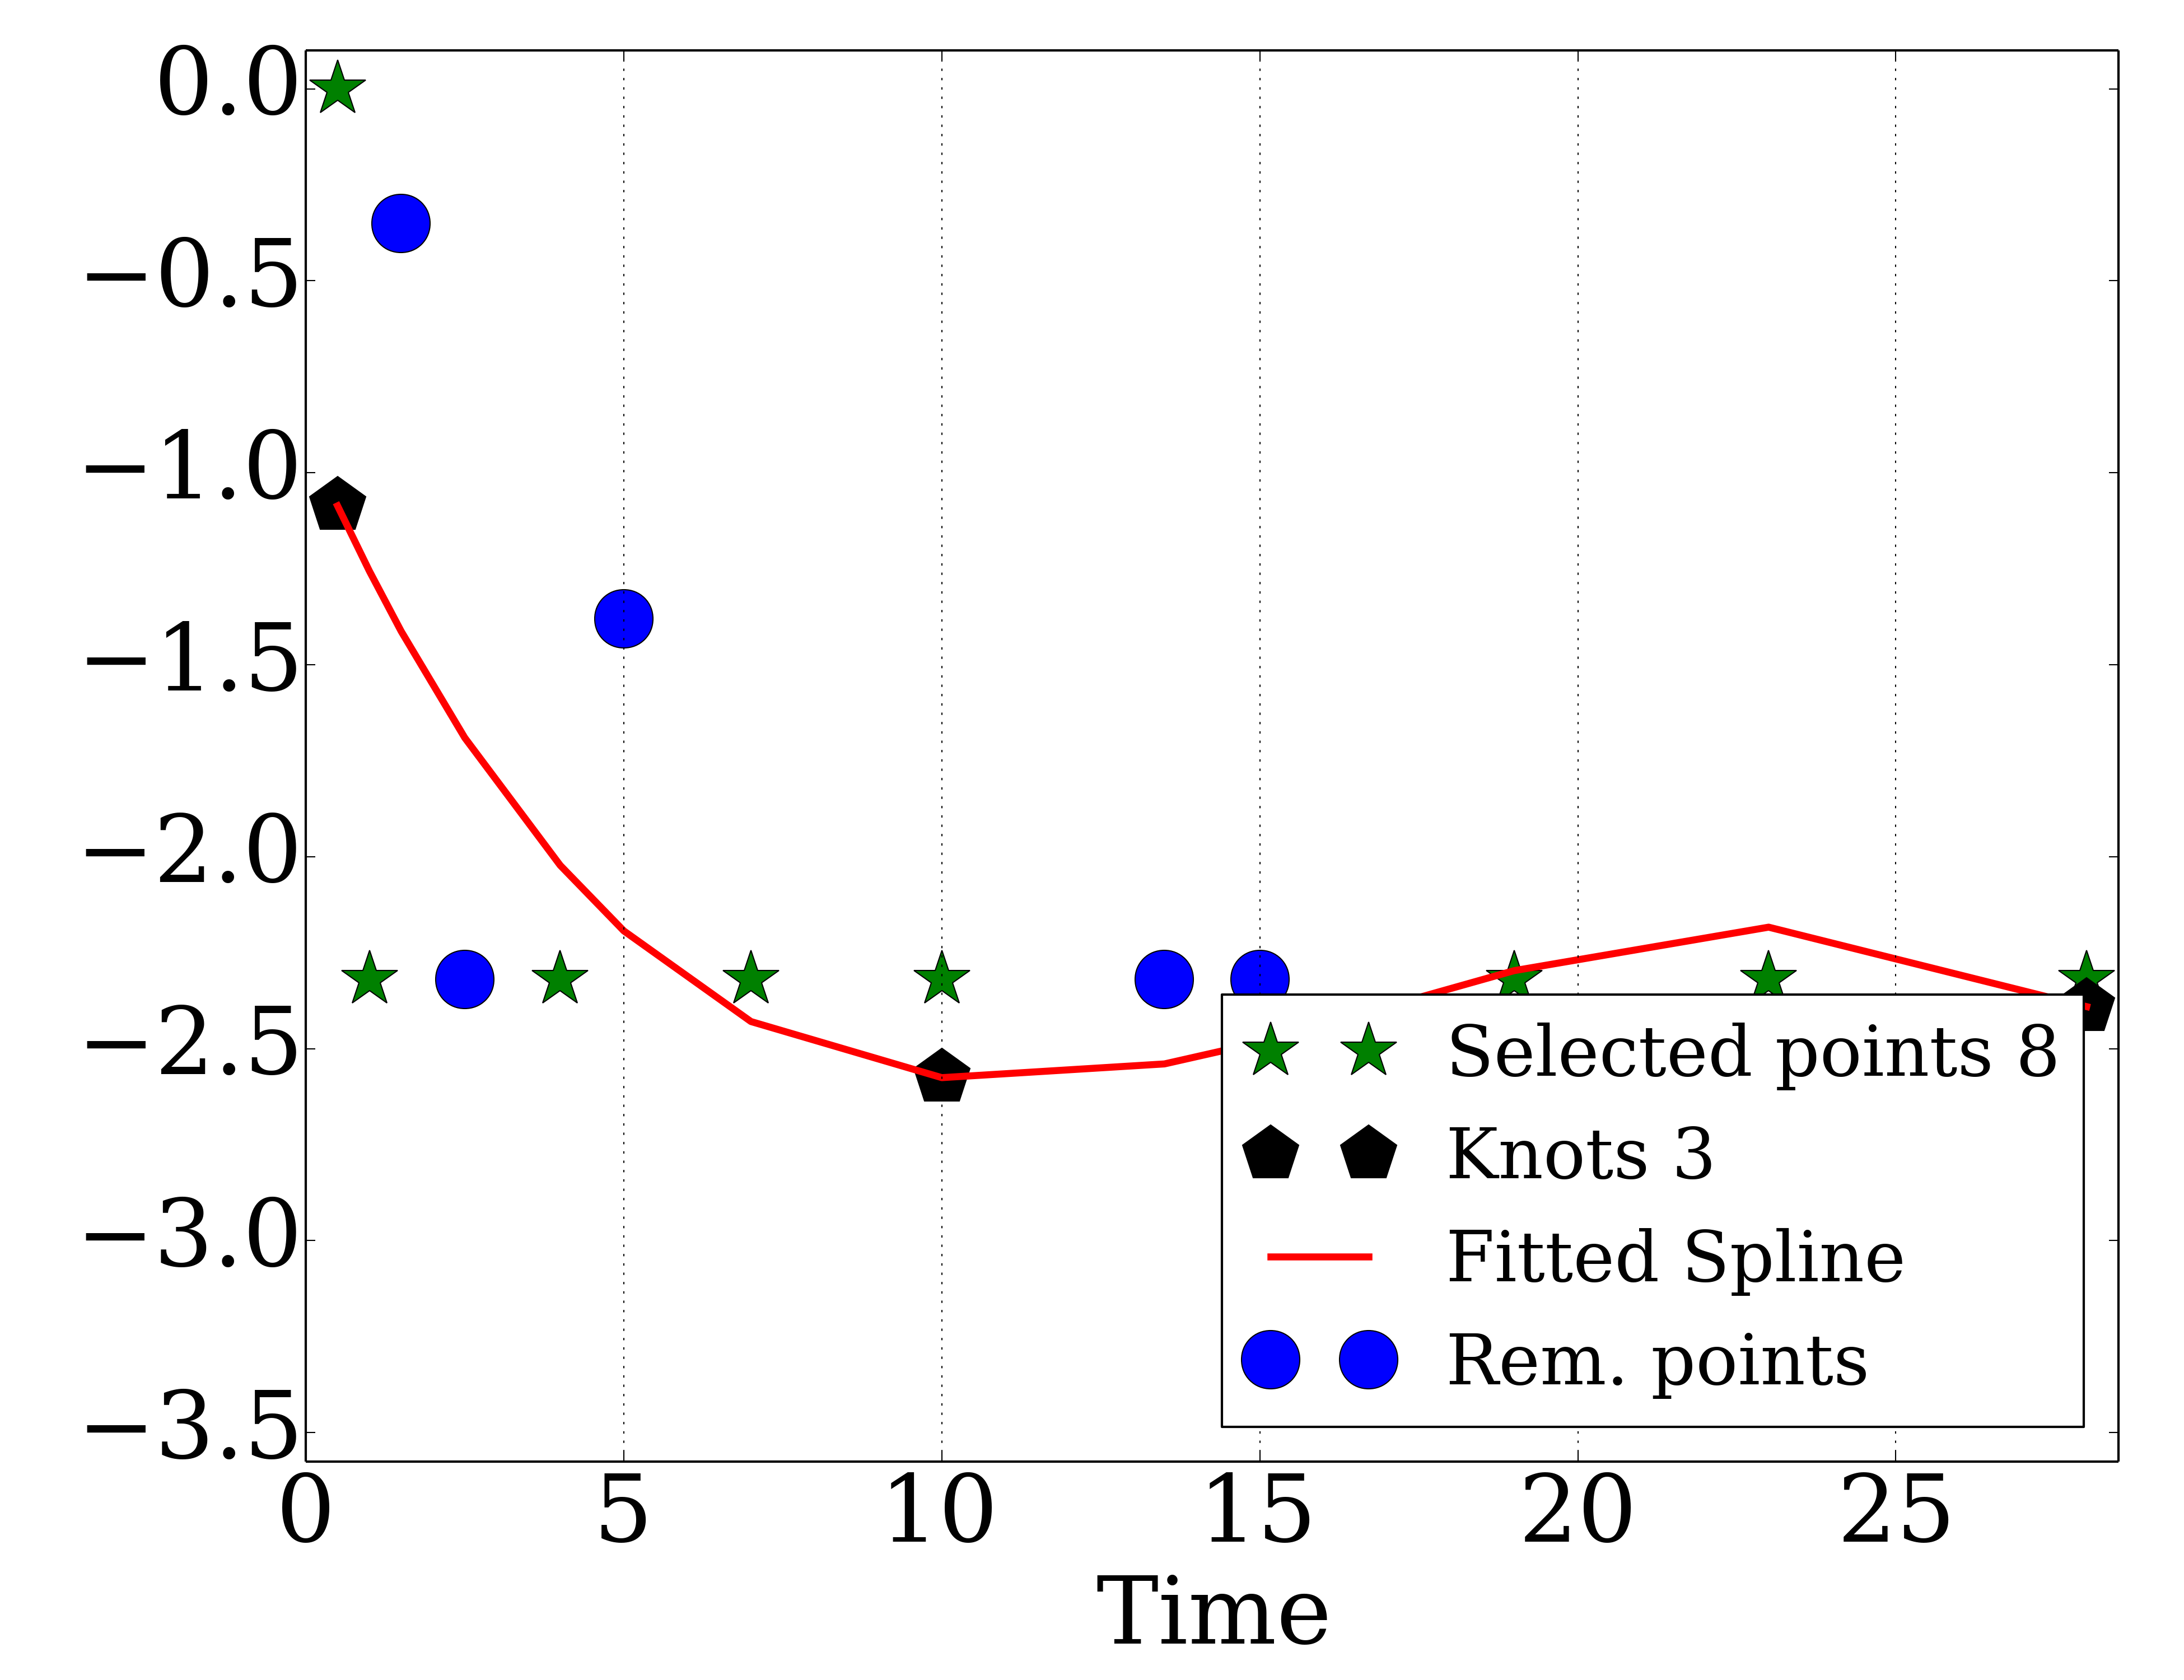 0.0
−0.5
−1.0
−1.5
−2.0
−2.5
−3.0
−3.5
0 5 10 15 20 25
Time
Selected points 8
Knots 3
Fitted Spline
Rem. points